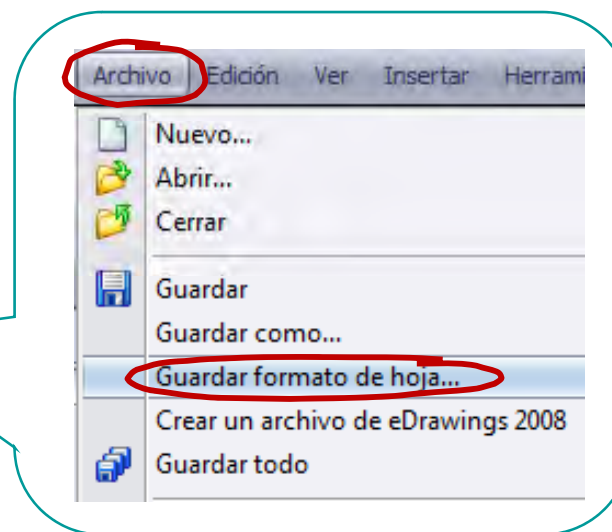 Archivo Edición Ver Insertar
Nuevo...
Abrir...
Cerrar
Guardar
Guardar como...
Guardar formato de hoja...
Crear un archivo de eDrawings 2008
Guardar todo